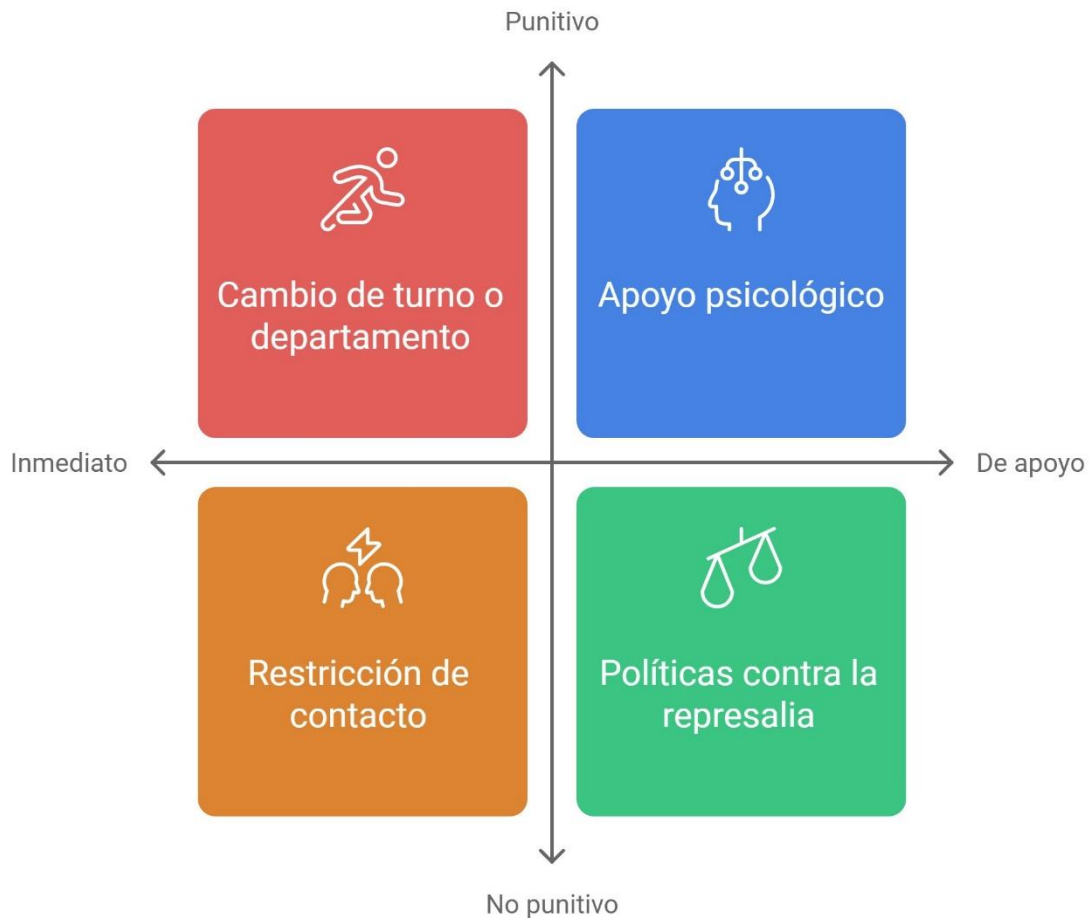 Punitivo
Cambio de turno o
departamento
Apoyo psicológico
Inmediato
De apoyo
Restricción de
contacto
Políticas contra la
represalia
No punitivo